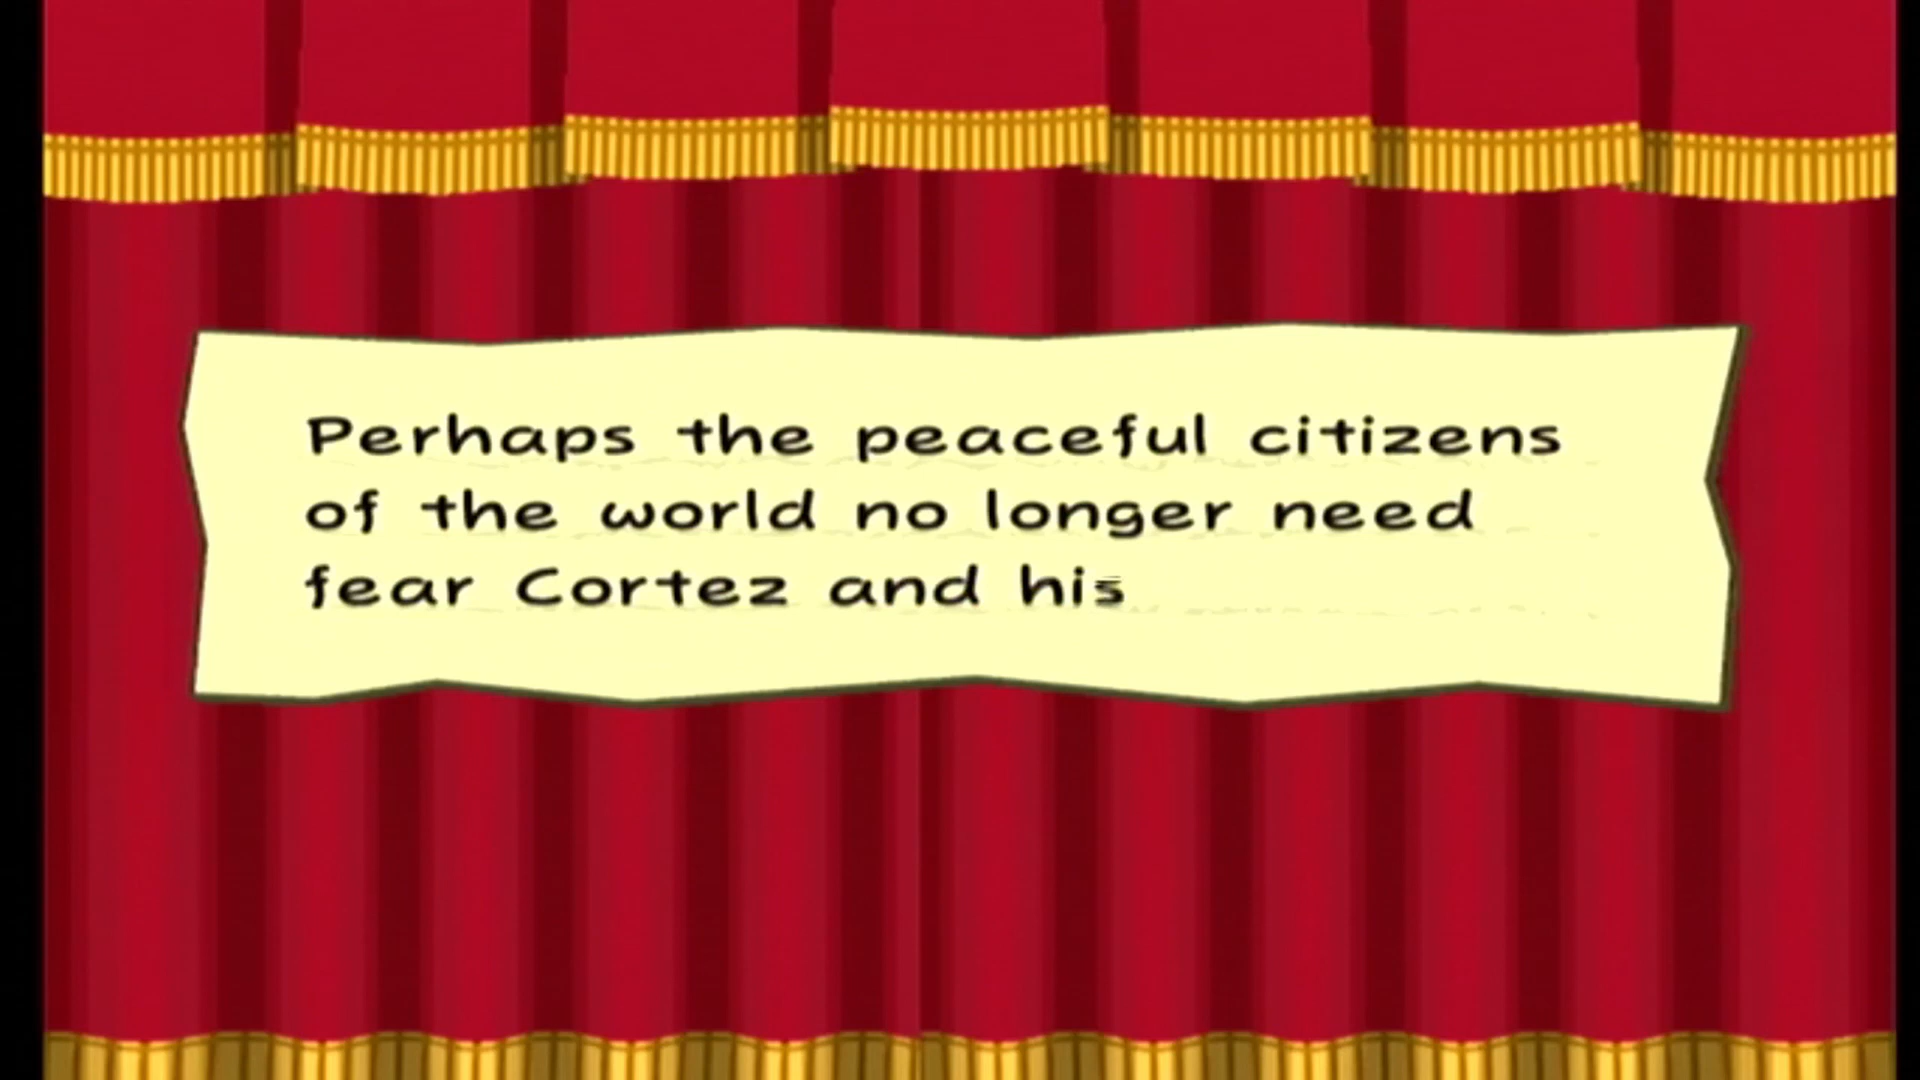 Perhaps the peaceful citizens
of the world no longer need
fear Cortez and his